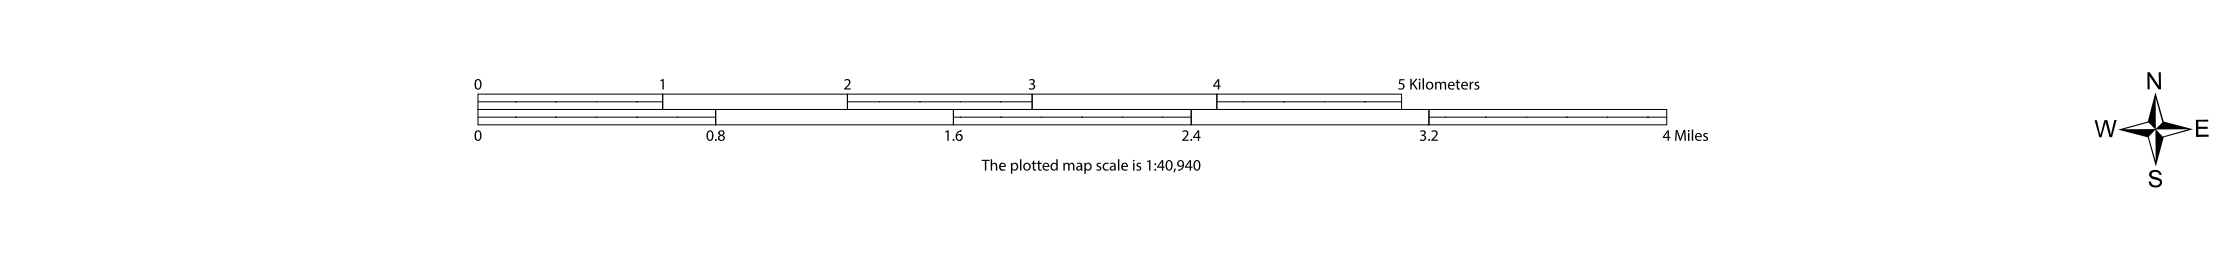 0 1 2 3 4 5 Kilometers
0 0.8 1.6 2.4 3.2 4 Miles
The plotted map scale is 1:40,940
N
W E
S